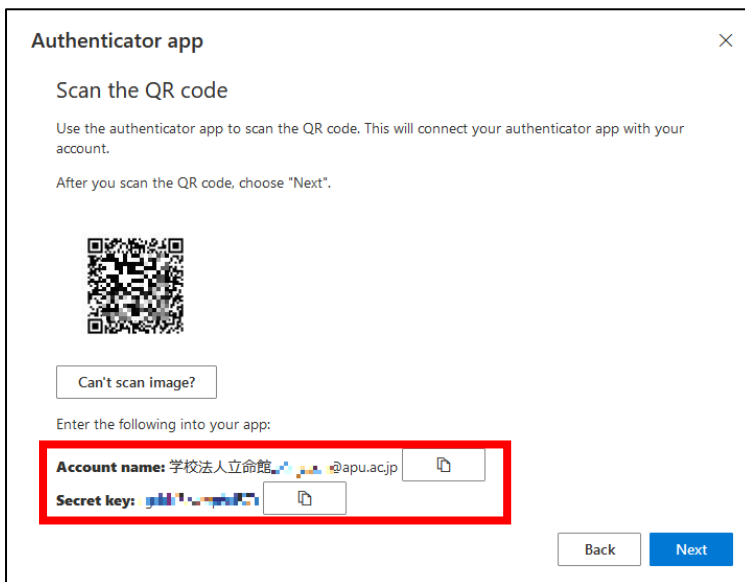 Authenticator app
Scan the QR code
Use the authenticator app to scan the QR code. This will connect your authenticator app with your
account.
After you scan the QR code, choose "Next".
Can't scan image?
Enter the following into your app:
Account name: 学校法人立命館 @apu.ac.jp
Secret key:
Back Next